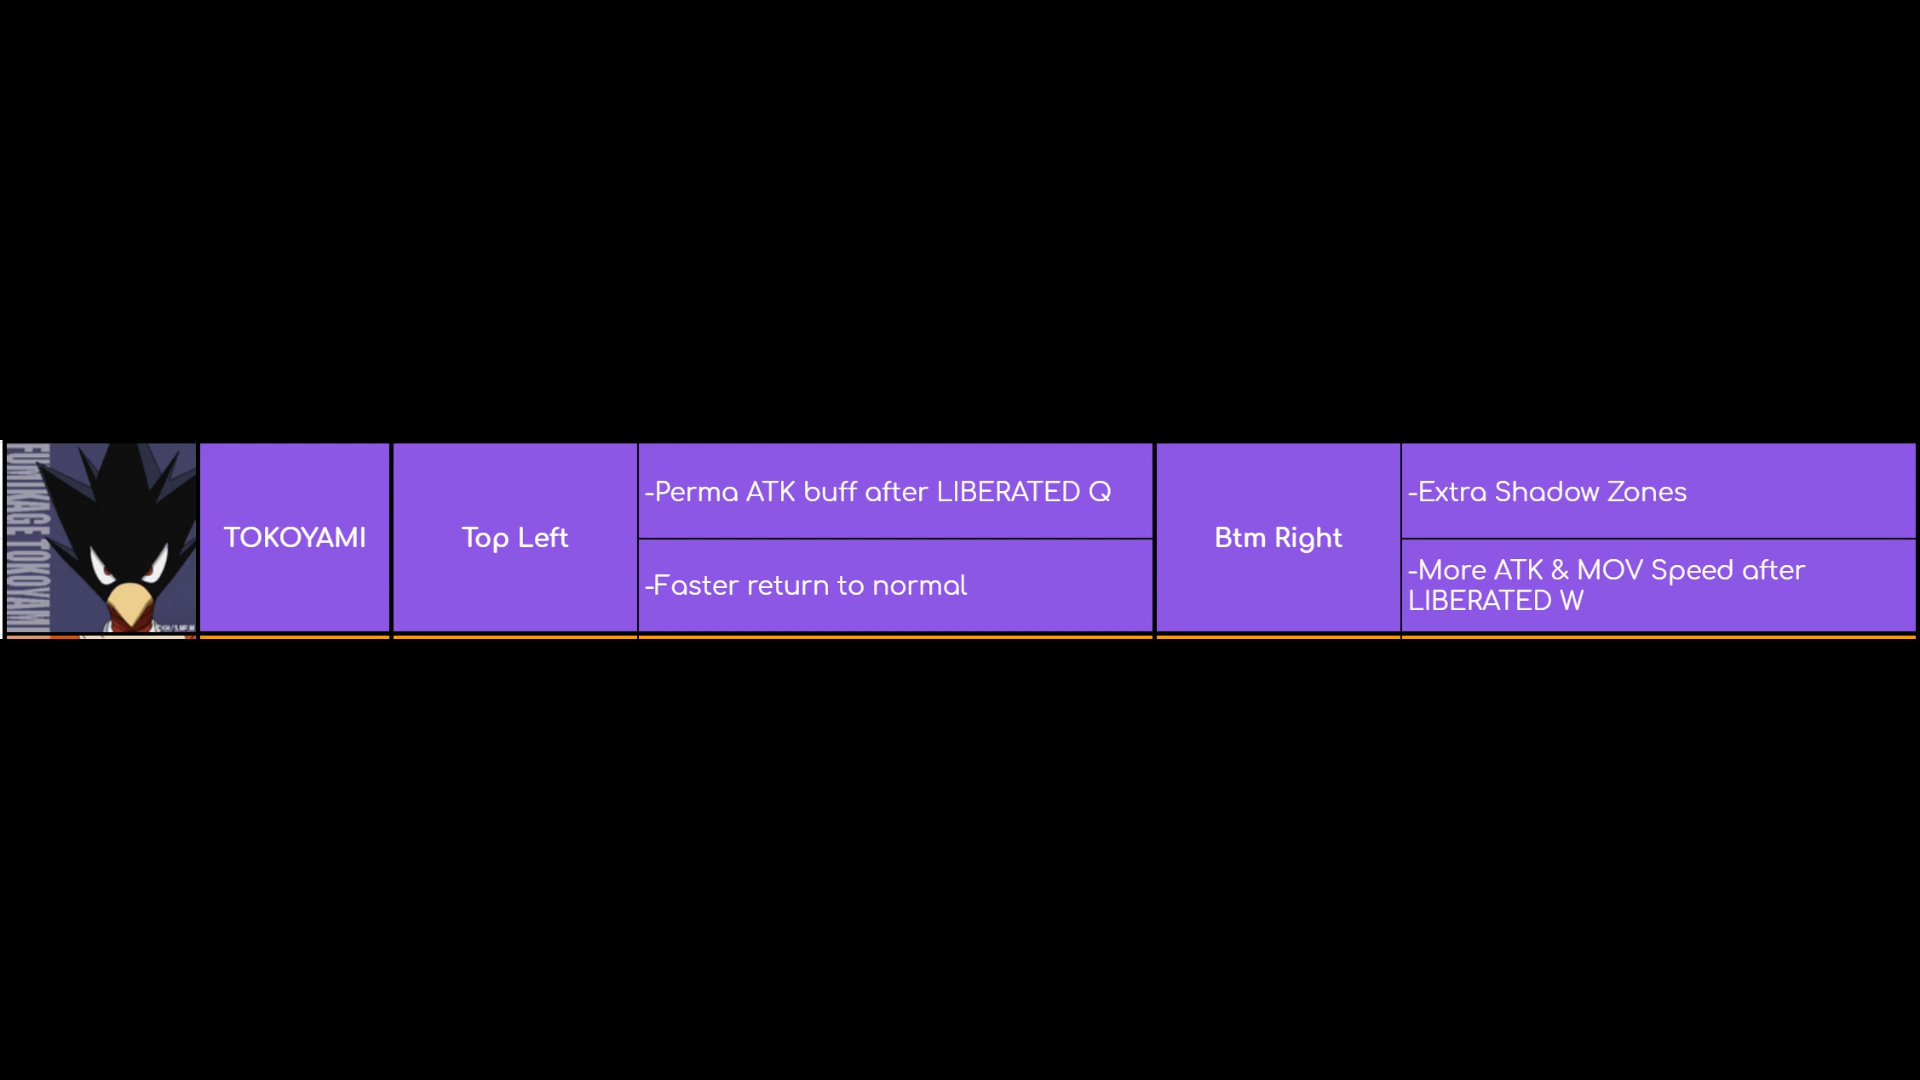 FUMIKAGE TOKOYAMI
TOKOYAMI
Top Left
-Perma ATK buff after LIBERATED Q
-Faster return to normal
Btm Right
-Extra Shadow Zones
-More ATK & MOV Speed after
LIBERATED W